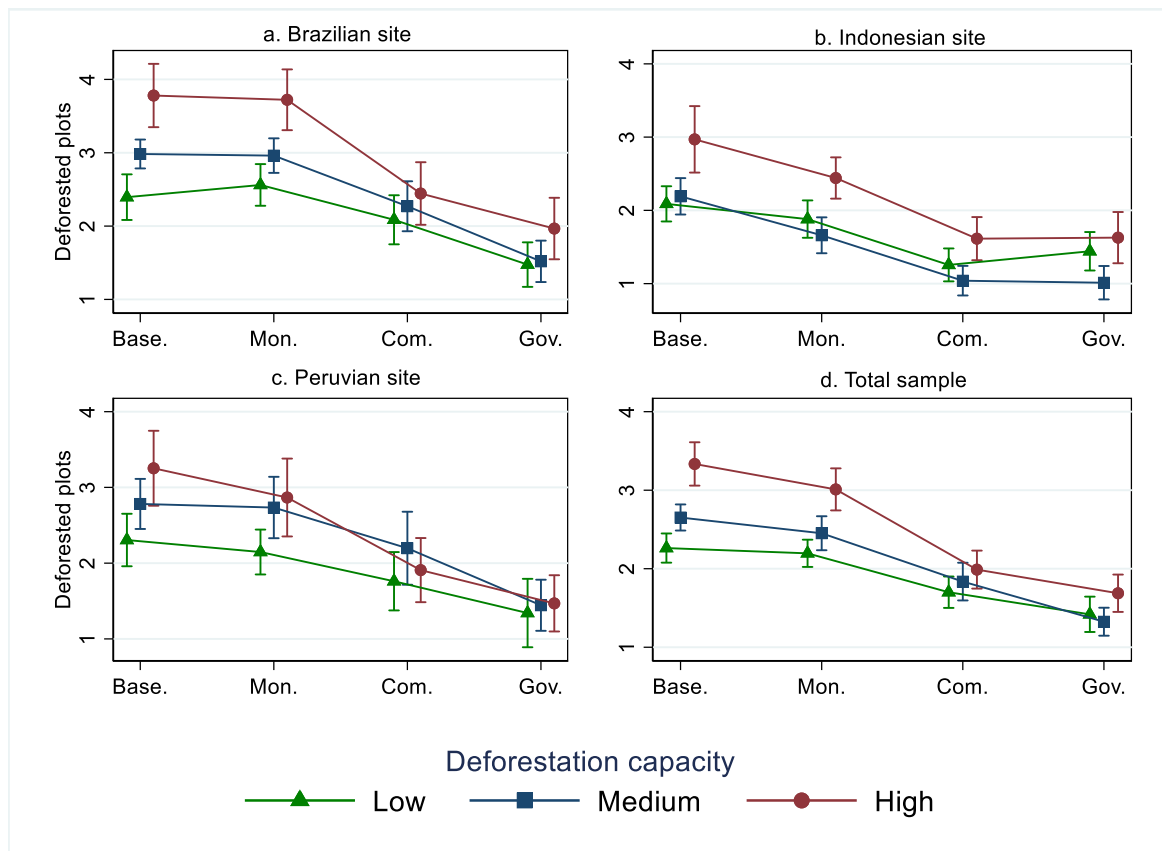 a. Brazilian site
b. Indonesian site
Deforested plots
4
3
2
1
4
3
2
1
Base. Mon. Com. Gov.
Base. Mon. Com. Gov.
c. Peruvian site
d. Total sample
Deforested plots
4
3
2
1
4
3
2
1
Base. Mon. Com. Gov.
Base. Mon. Com. Gov.
Deforestation capacity
Low Medium High